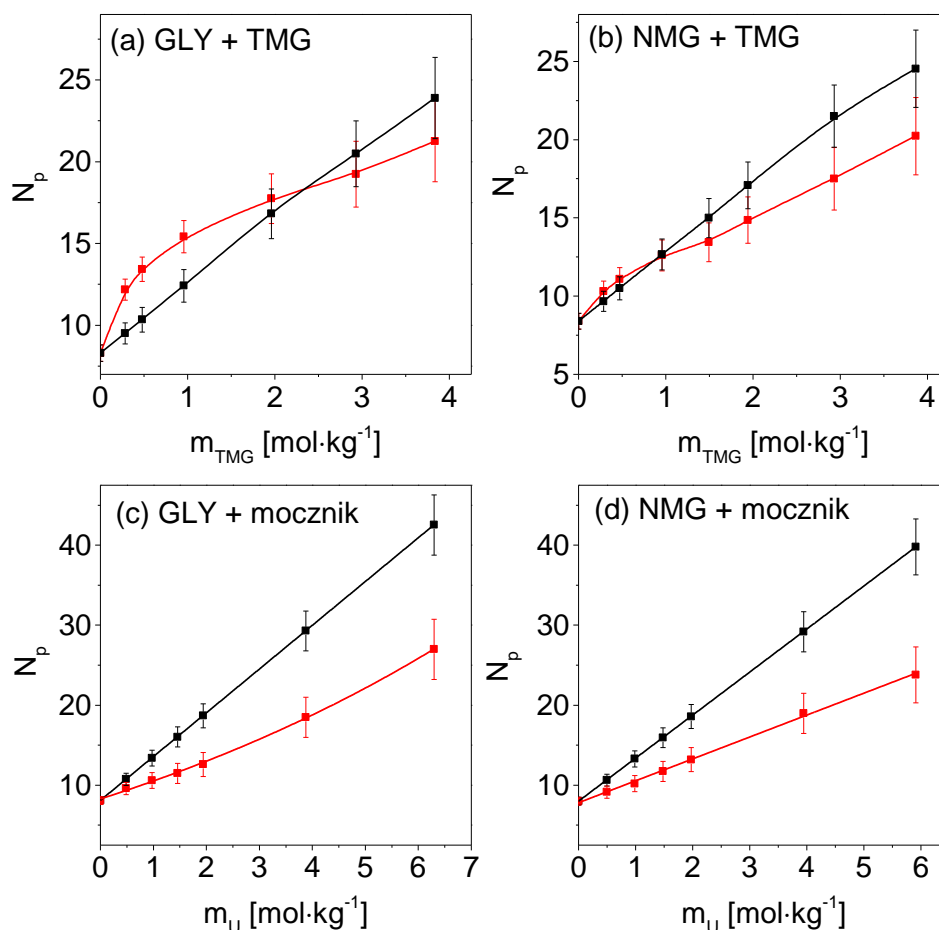 (a) GLY + TMG
N_p
25
20
15
10
0 1 2 3 4
m_TMG [mol·kg⁻¹]
(b) NMG + TMG
N_p
25
20
15
10
5
0 1 2 3 4
m_TMG [mol·kg⁻¹]
(c) GLY + mocznik
N_p
40
30
20
10
0 1 2 3 4 5 6 7
m_U [mol·kg⁻¹]
(d) NMG + mocznik
N_p
40
30
20
10
0 1 2 3 4 5 6
m_U [mol·kg⁻¹]